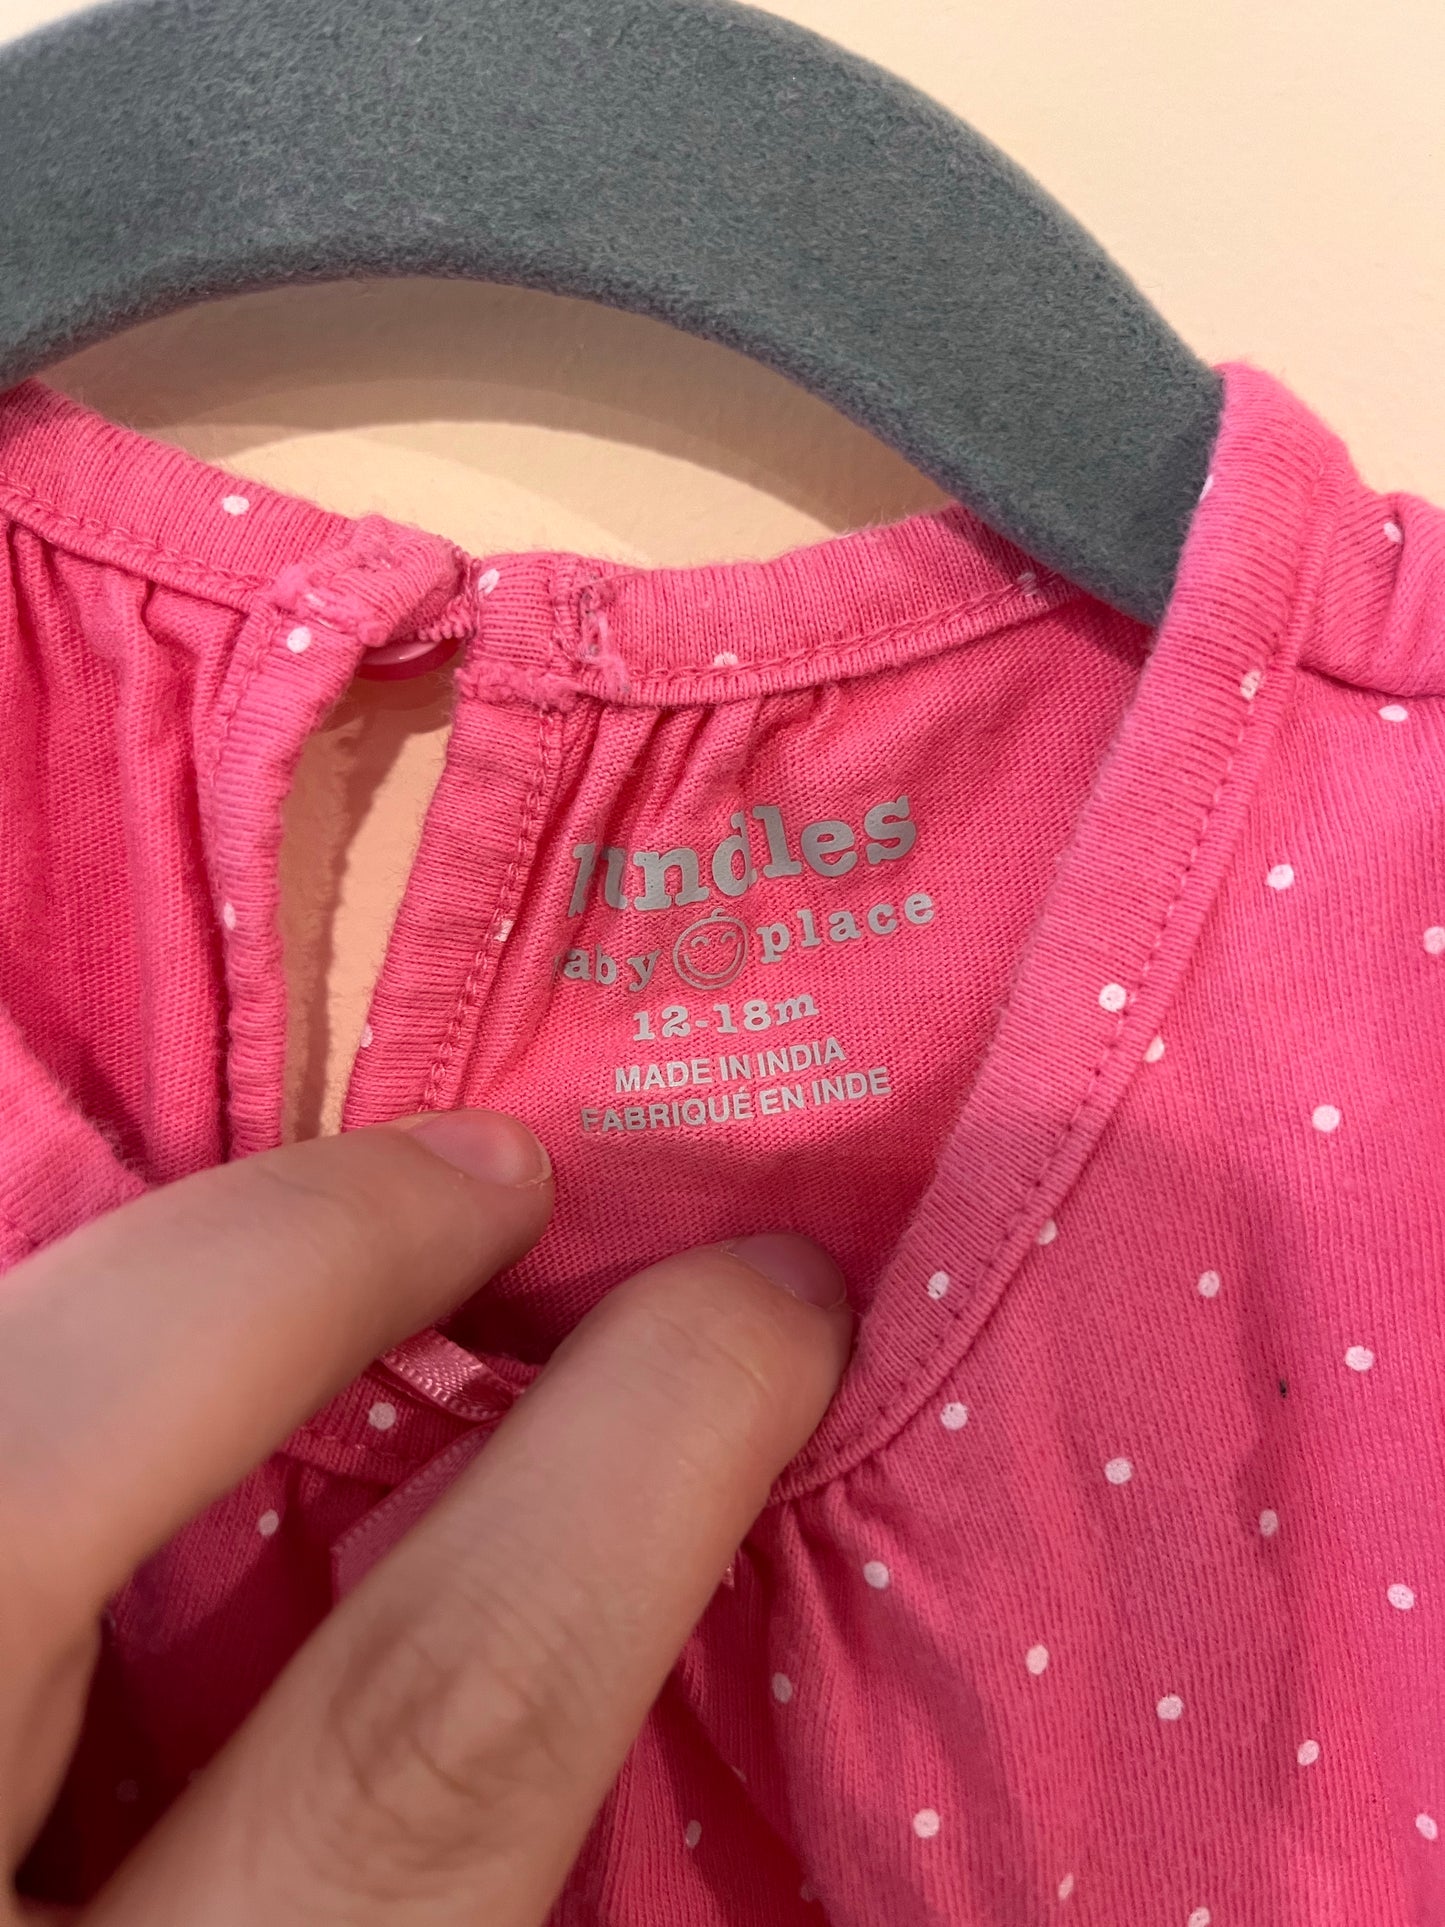 undles
aby place
12-18m
MADE IN INDIA
FABRIQUÉ EN INDE